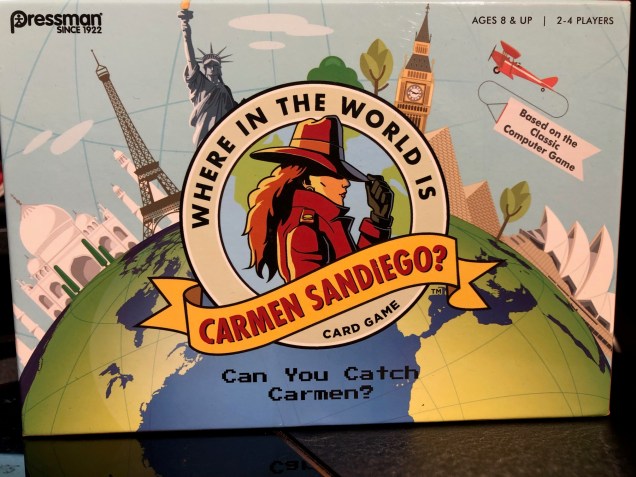 Pressman®
SINCE 1922
AGES 8 & UP | 2-4 PLAYERS
Based on the
Classic
Computer Game
WHERE IN THE WORLD IS
CARMEN SANDIEGO?
TM
CARD GAME
Can You Catch
Carmen?